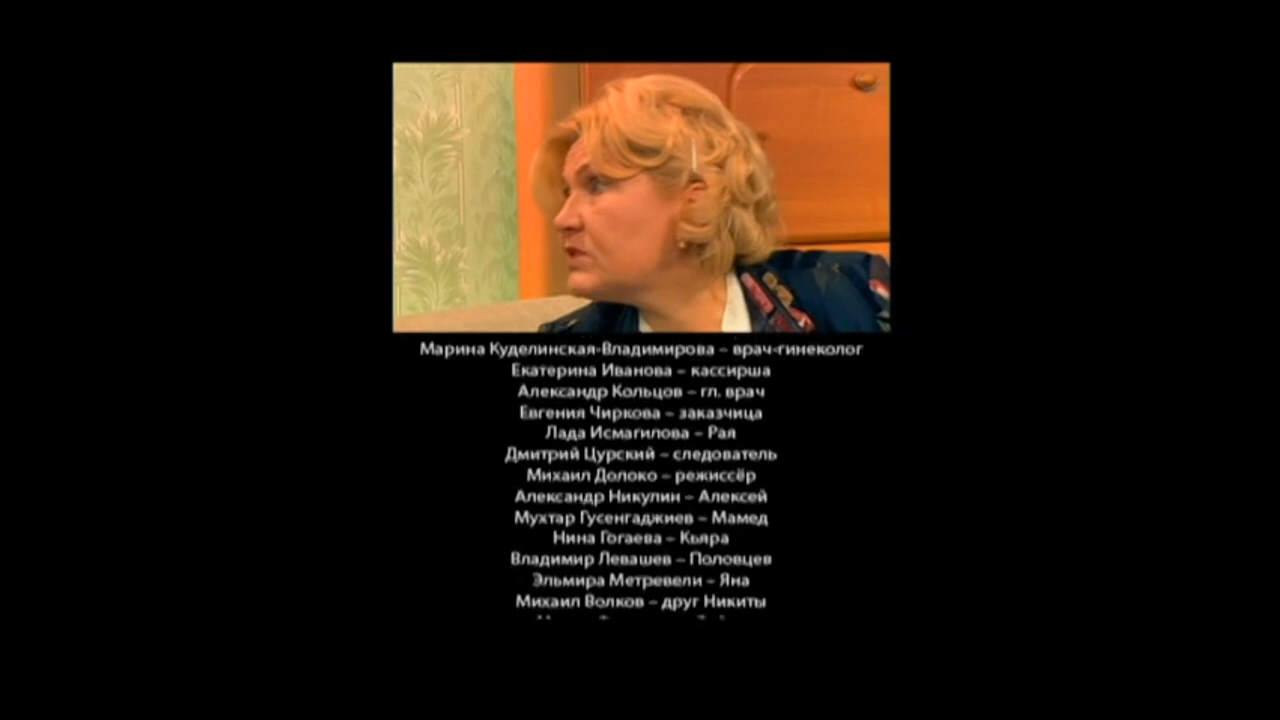 Марина Куделинская-Владимирова – врач-гинеколог
Екатерина Иванова – кассирша
Александр Кольцов – гл. врач
Евгения Чиркова – заказчица
Лада Исмагилова – Рая
Дмитрий Цурский – следователь
Михаил Долоко – режиссёр
Александр Никулин – Алексей
Мухтар Гусенгаджиев – Мамед
Нина Гогаева – Кьяра
Владимир Левашев – Половцев
Эльмира Метревели – Яна
Михаил Волков – друг Никиты